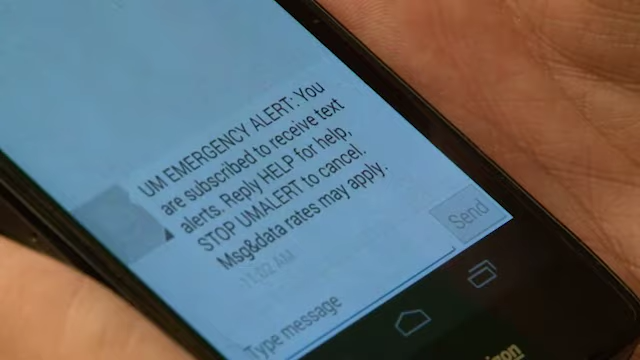 UM EMERGENCY ALERT: You
are subscribed to receive text
alerts. Reply HELP for help,
STOP UMALERT to cancel.
Msg&data rates may apply.
11:02 AM
Type message
Send